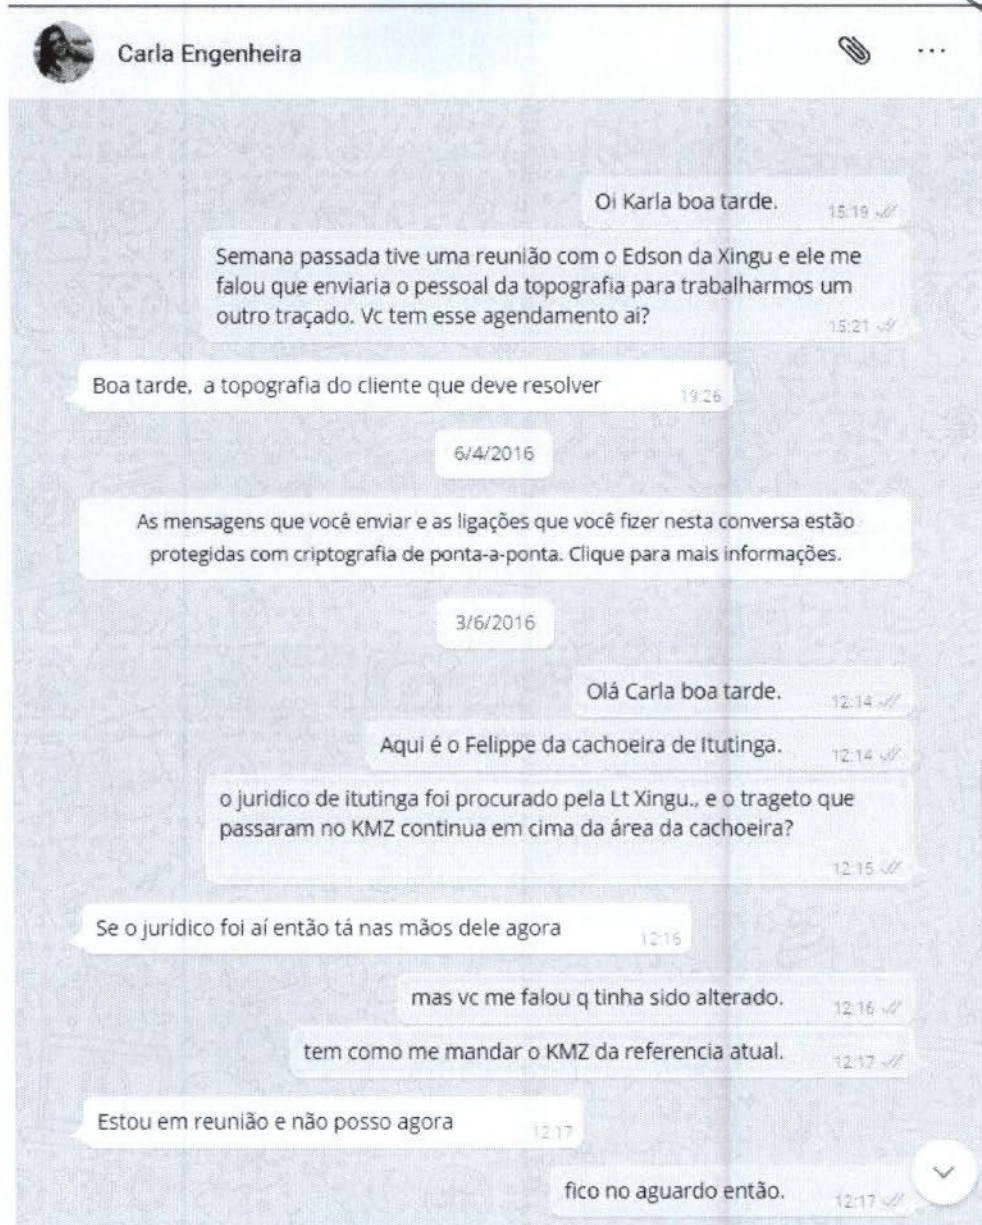 Carla Engenheira
Oi Karla boa tarde.
15:19
Semana passada tive uma reunião com o Edson da Xingu e ele me
falou que enviaria o pessoal da topografia para trabalharmos um
outro traçado. Vc tem esse agendamento ai?
15:21
Boa tarde, a topografia do cliente que deve resolver
19:26
6/4/2016
As mensagens que você enviar e as ligações que você fizer nesta conversa estão
protegidas com criptografia de ponta-a-ponta. Clique para mais informações.
3/6/2016
Olá Carla boa tarde.
12:14
Aqui é o Felippe da cachoeira de Itutinga.
12:14
o juridico de itutinga foi procurado pela Lt Xingu., e o trageto que
passaram no KMZ continua em cima da área da cachoeira?
12:15
Se o jurídico foi aí então tá nas mãos dele agora
12:16
mas vc me falou q tinha sido alterado.
12:16
tem como me mandar o KMZ da referencia atual.
12:17
Estou em reunião e não posso agora
12:17
fico no aguardo então.
12:17